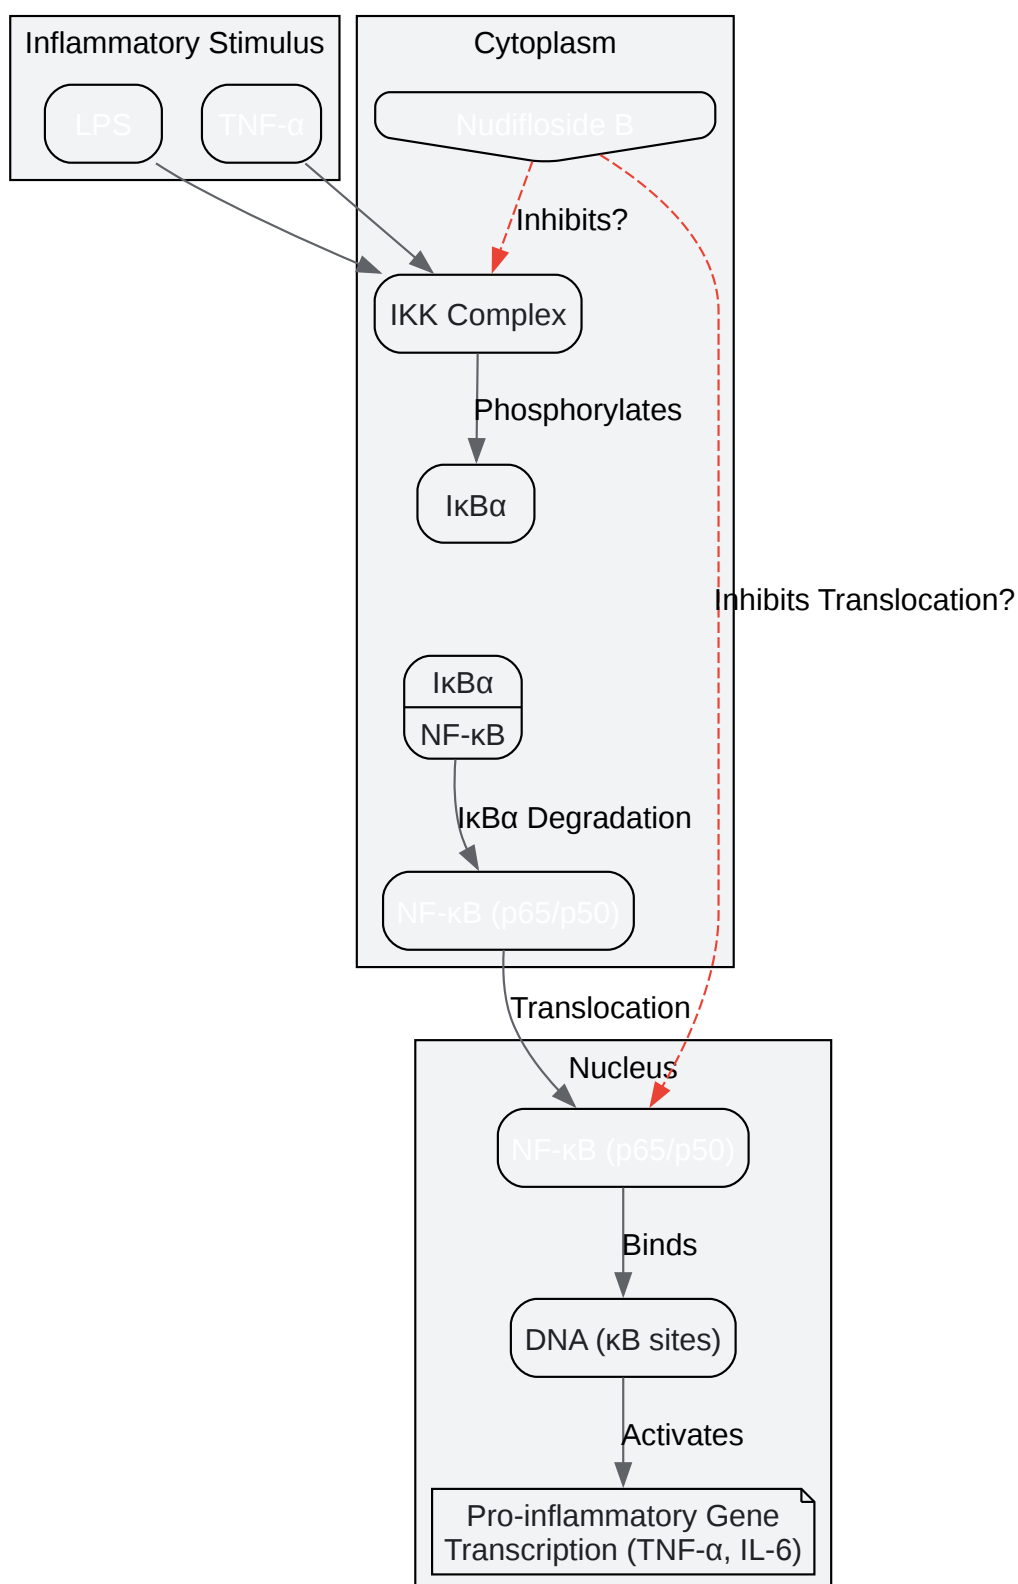 Inflammatory Stimulus
LPS
TNF-α
Cytoplasm
Nudifloside B
Inhibits?
IKK Complex
Phosphorylates
IκBα
Inhibits Translocation?
IκBα
NF-κB
IκBα Degradation
NF-κB (p65/p50)
Translocation
Nucleus
NF-κB (p65/p50)
Binds
DNA (κB sites)
Activates
Pro-inflammatory Gene
Transcription (TNF-α, IL-6)